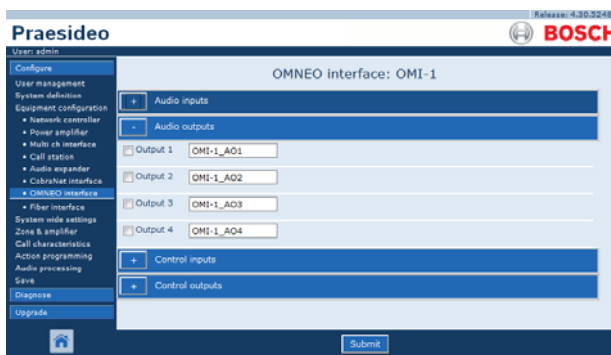 Release: 4.30.3248
Praesideo
BOSCH
User: admin
Configure
User management
System definition
Equipment configuration
Network controller
Power amplifier
Multi ch interface
Call station
Audio expander
CobraNet interface
OMNEO interface
Fiber interface
System wide settings
Zone & amplifier
Call characteristics
Action programming
Audio processing
Save
Diagnose
Upgrade
OMNEO interface: OMI-1
+ Audio inputs
- Audio outputs
Output 1 OMI-1_AO1
Output 2 OMI-1_AO2
Output 3 OMI-1_AO3
Output 4 OMI-1_AO4
+ Control inputs
+ Control outputs
Submit